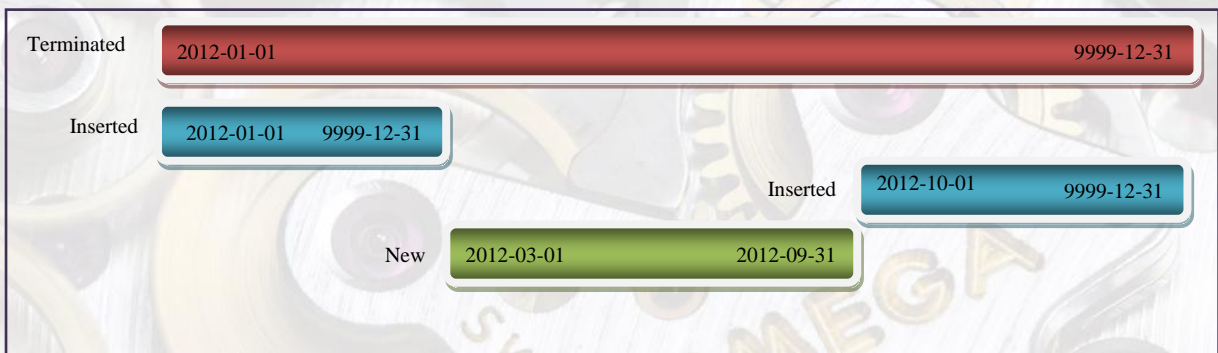 Terminated 2012-01-01 9999-12-31
Inserted 2012-01-01 9999-12-31
Inserted 2012-10-01 9999-12-31
New 2012-03-01 2012-09-31
MEGA